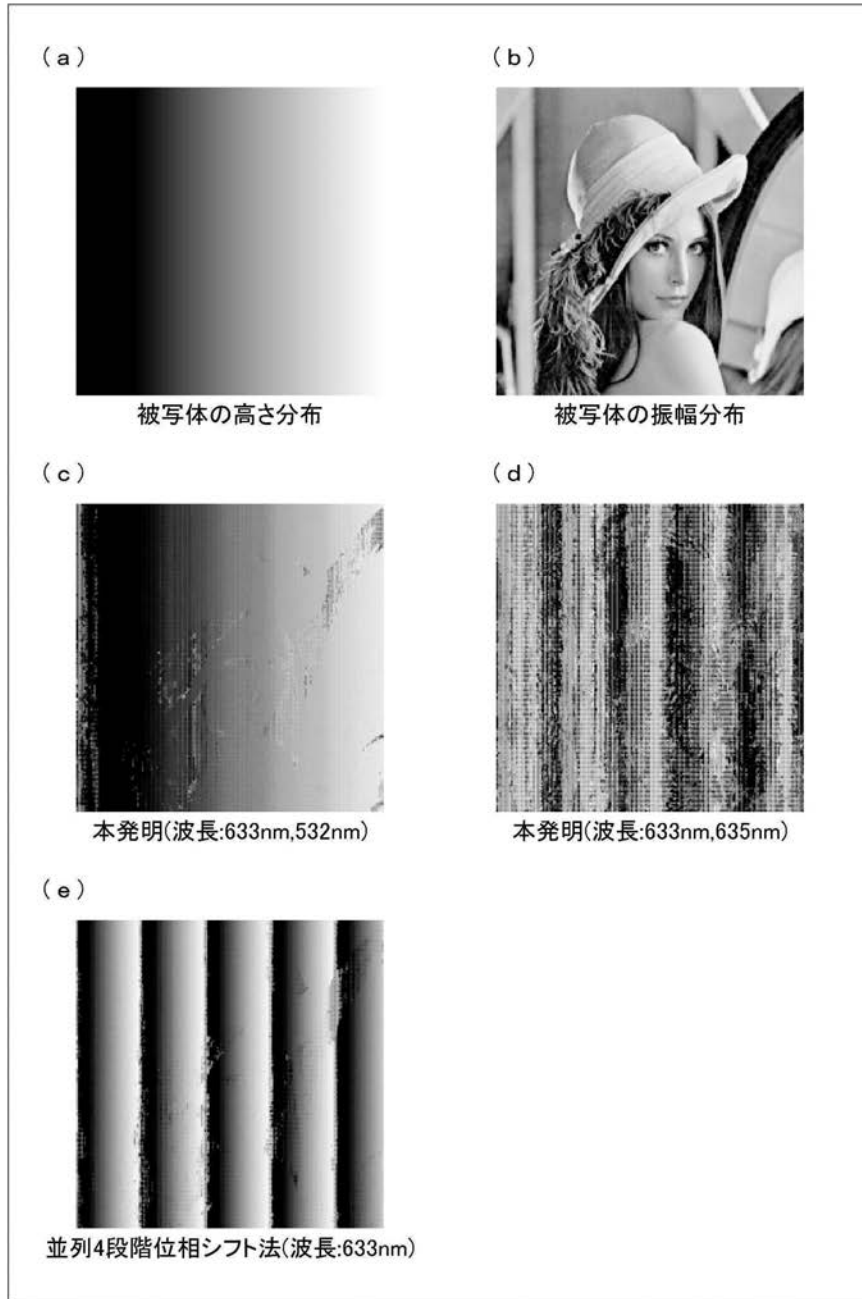 (a)
(b)
被写体の高さ分布
被写体の振幅分布
(c)
(d)
本発明(波長:633nm,532nm)
本発明(波長:633nm,635nm)
(e)
並列4段階位相シフト法(波長:633nm)